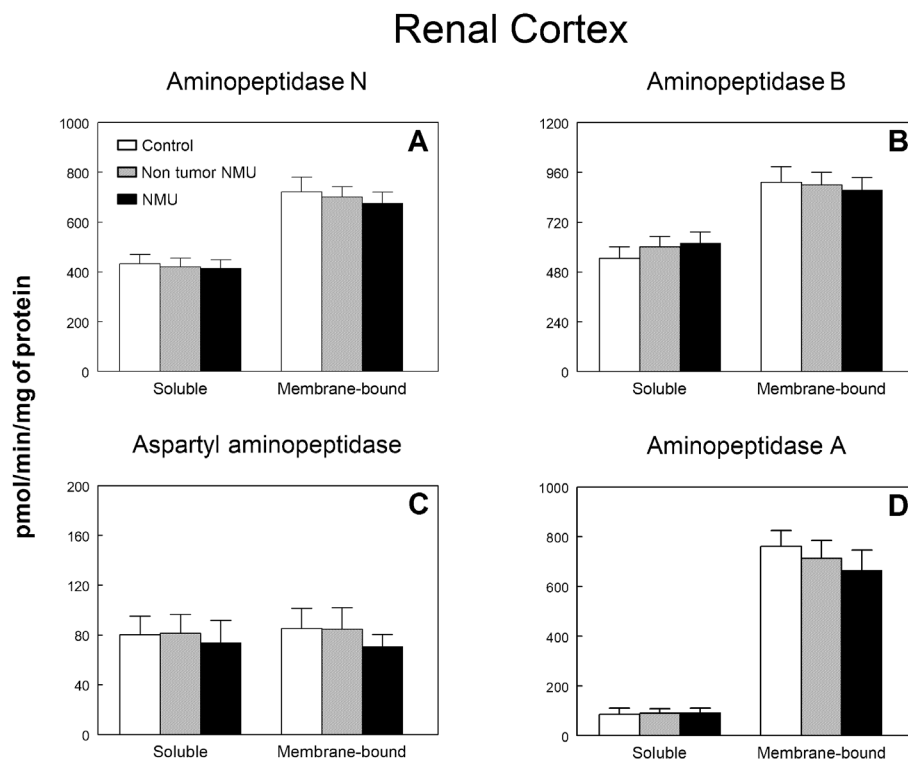 Renal Cortex
Aminopeptidase N
Aminopeptidase B
pmol/min/mg of protein
1000
800
600
400
200
0
A
Control
Non tumor NMU
NMU
Soluble
Membrane-bound
1200
960
720
480
240
0
B
Soluble
Membrane-bound
Aspartyl aminopeptidase
Aminopeptidase A
200
160
120
80
40
0
C
Soluble
Membrane-bound
1000
800
600
400
200
0
D
Soluble
Membrane-bound